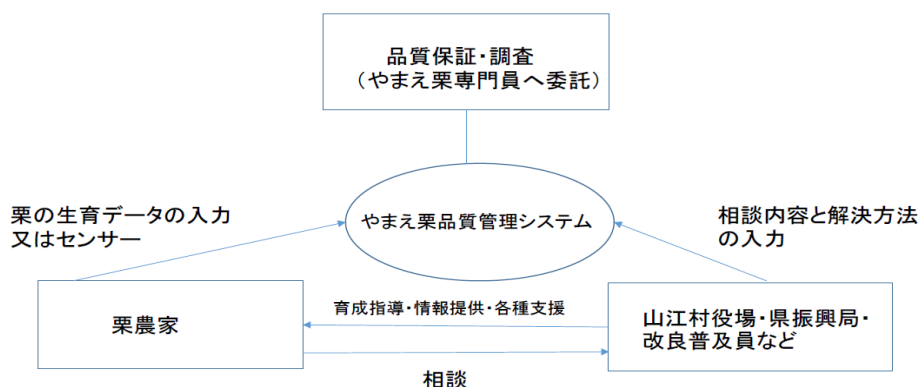 品質保証・調査
（やまえ栗専門員へ委託）
やまえ栗品質管理システム
栗の生育データの入力
又はセンサー
相談内容と解決方法
の入力
栗農家
育成指導・情報提供・各種支援
山江村役場・県振興局・
改良普及員など
相談